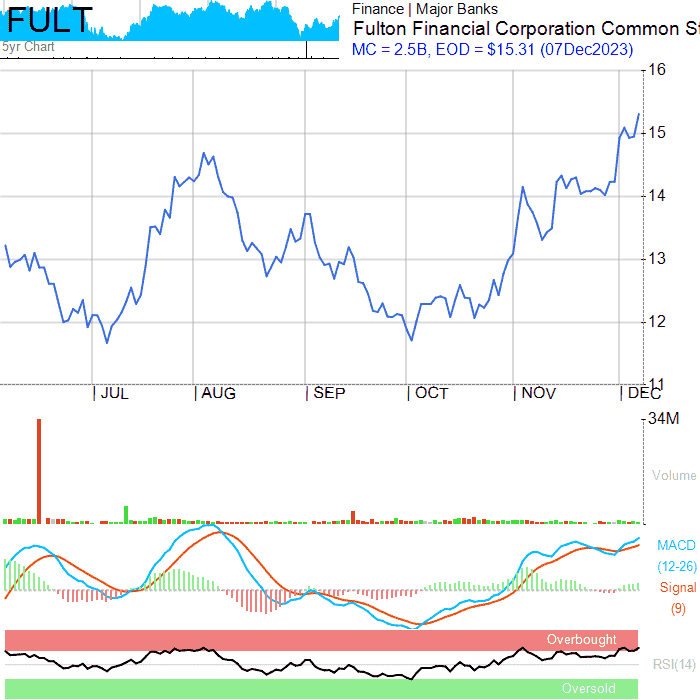 FULT
5yr Chart
Finance | Major Banks
Fulton Financial Corporation Common St
MC = 2.5B, EOD = $15.31 (07Dec2023)
16
15
14
13
12
11
JUL AUG SEP OCT NOV DEC
34M
Volume
MACD
(12-26)
Signal
(9)
Overbought
RSI(14)
Oversold